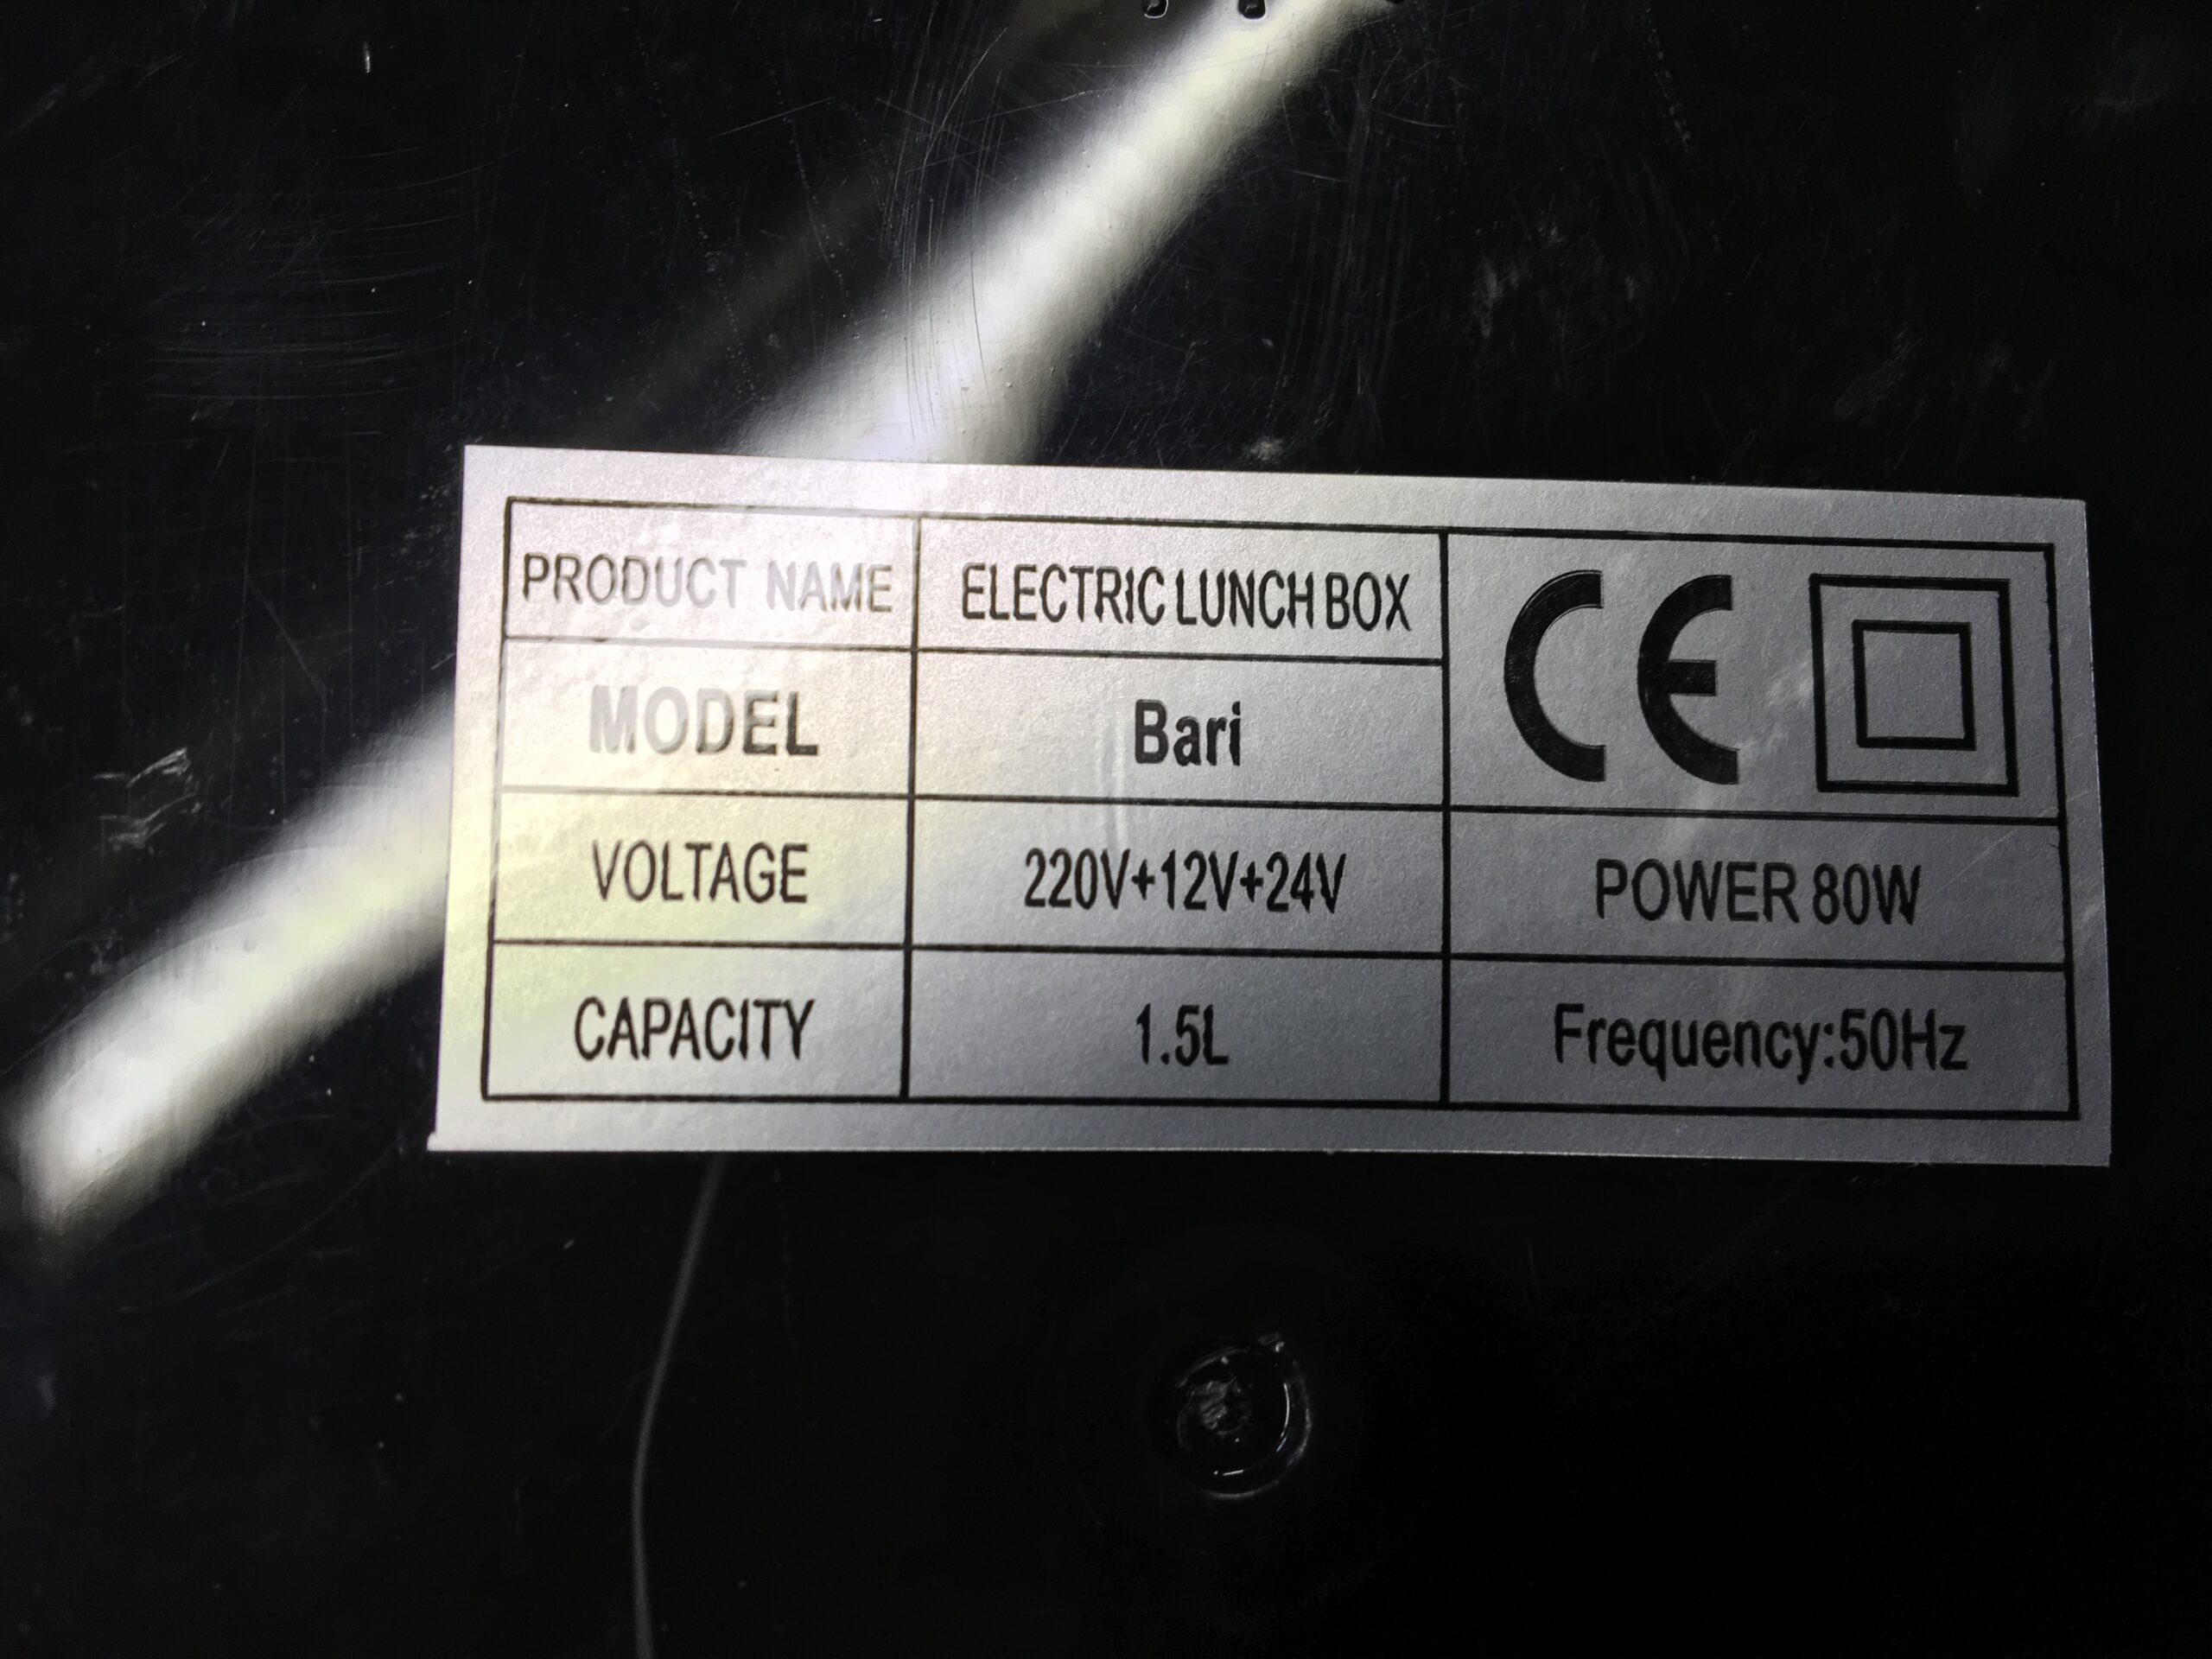 PRODUCT NAME ELECTRIC LUNCH BOX CE
MODEL Bari
VOLTAGE 220V+12V+24V POWER 80W
CAPACITY 1.5L Frequency:50Hz